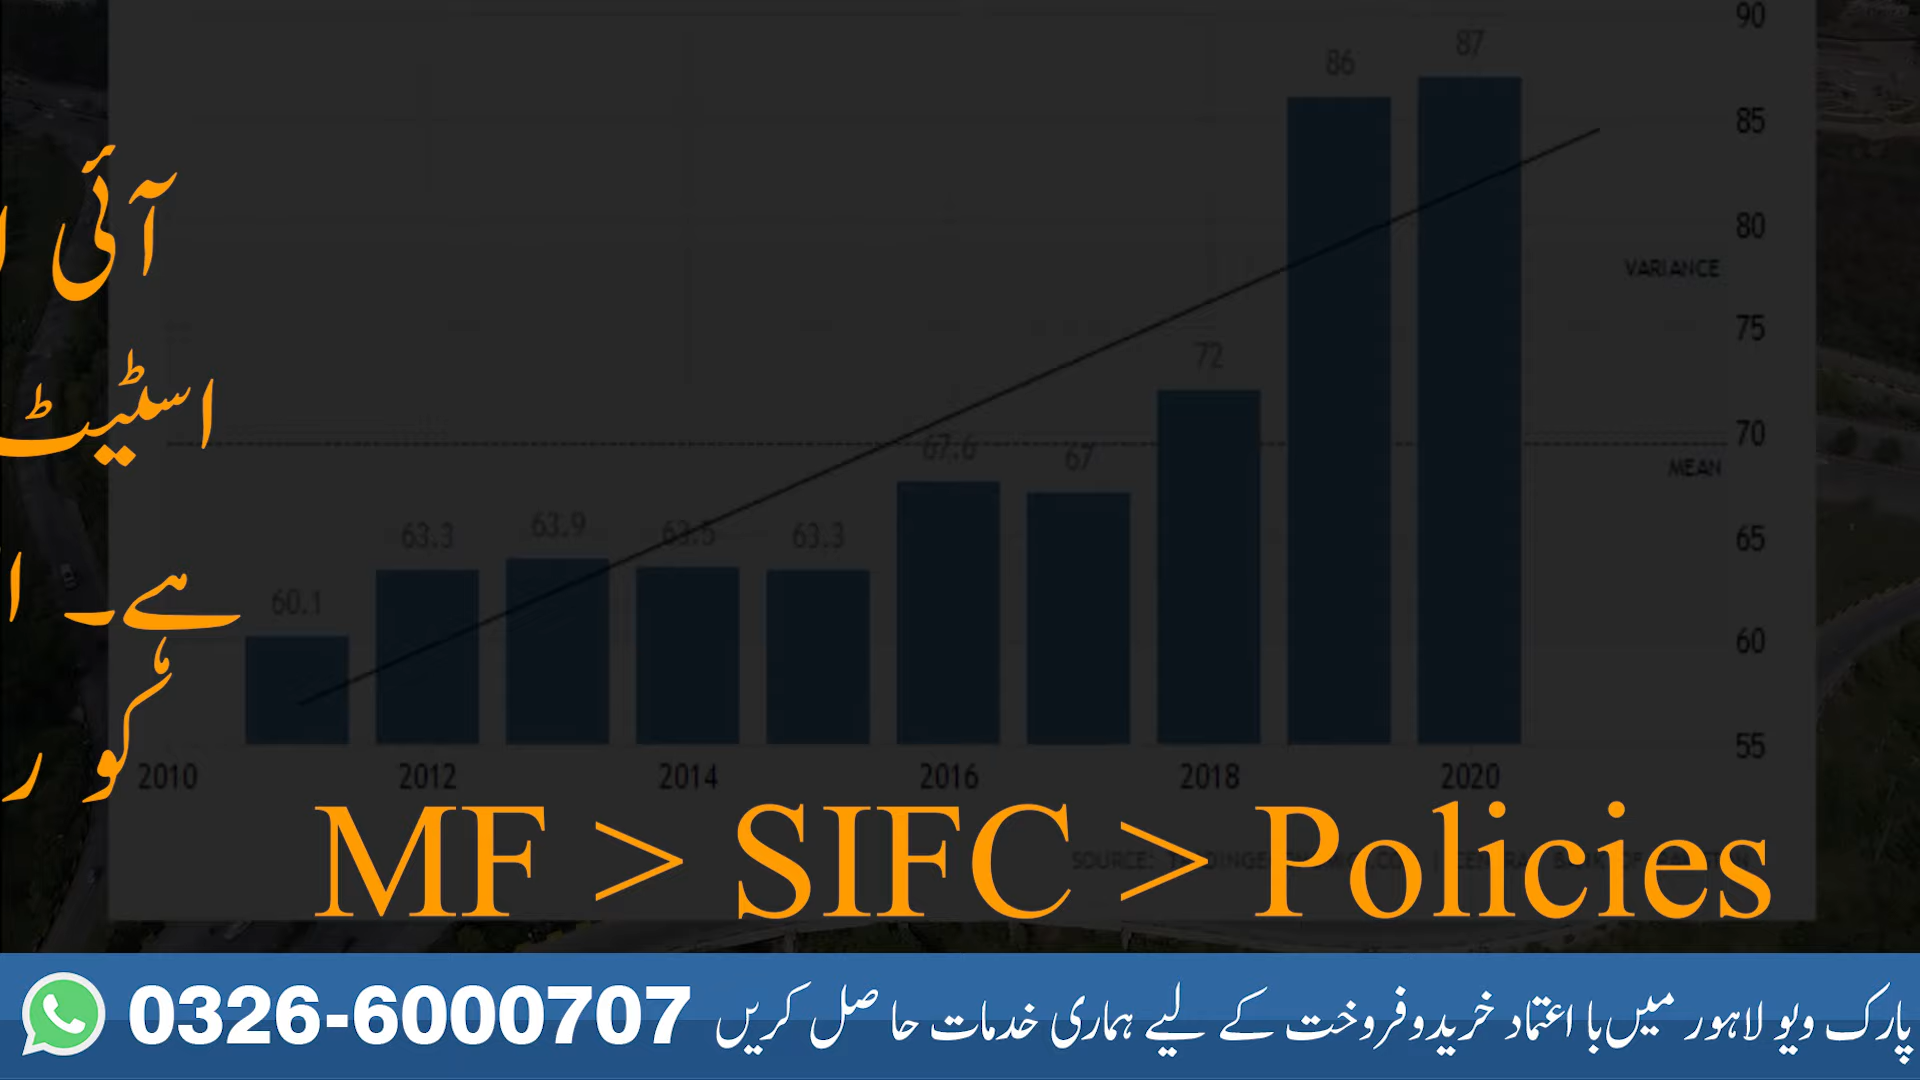 90
87
86
85
آئی
80
VARIANCE
75
72
اسٹیٹ
70
67.6
67
MEAN
63.3
63.9
63.5
63.3
65
ہے۔
60.1
60
کو
55
2010
2012
2014
2016
2018
2020
MF > SIFC > Policies
SOURCE:
0326-6000707
پارک ویو لاہور میں با اعتماد خریدوفروخت کے لیے ہماری خدمات حاصل کریں